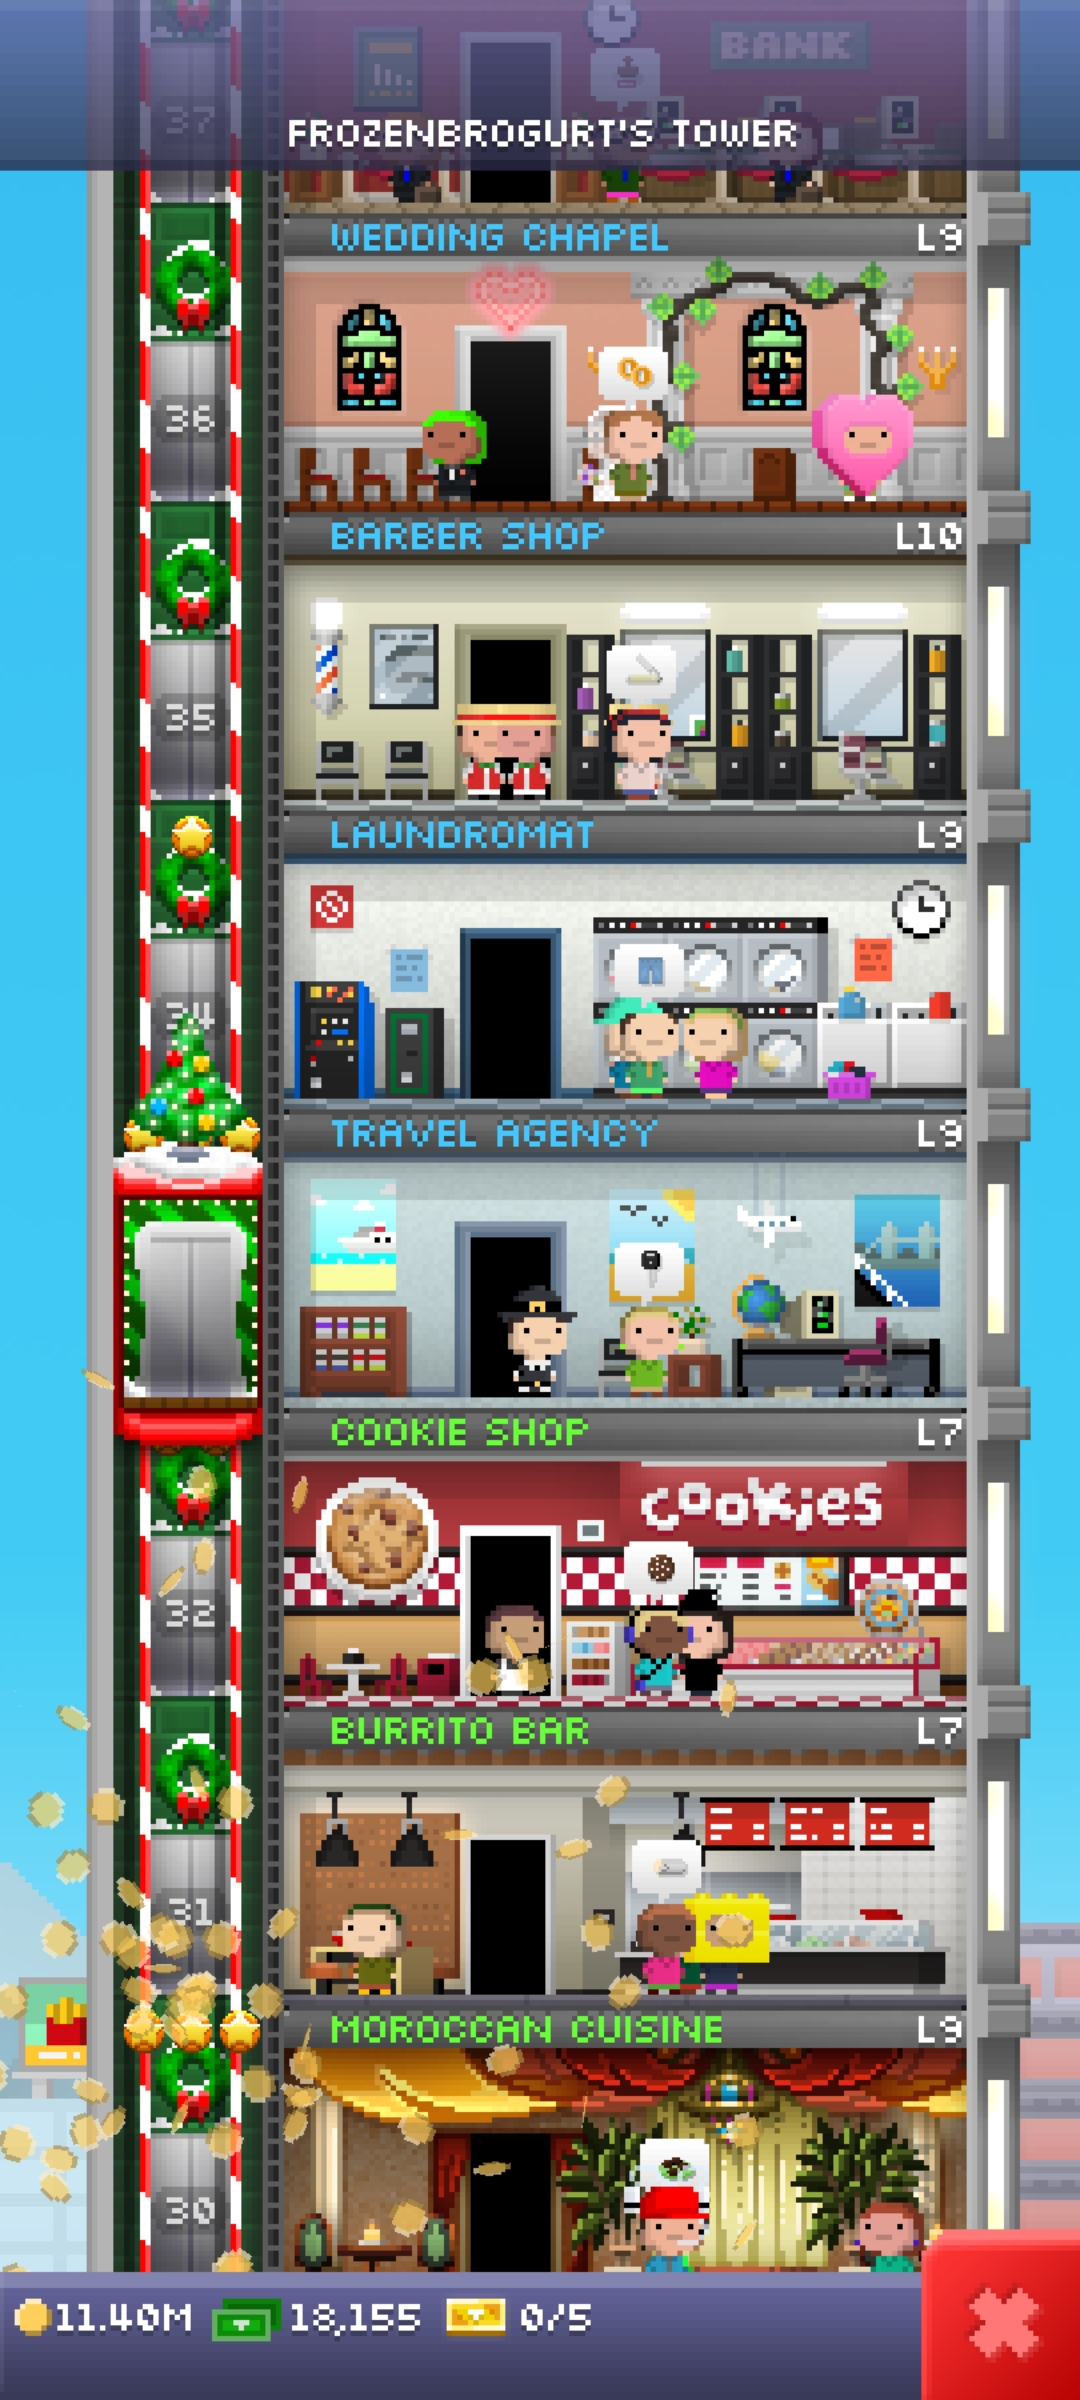 BANK
37
FROZENBROGURT'S TOWER
WEDDING CHAPEL L9
36
BARBER SHOP L10
35
LAUNDROMAT L9
34
TRAVEL AGENCY L9
COOKIE SHOP L7
cookies
32
BURRITO BAR L7
31
MOROCCAN CUISINE L9
30
11.40M 18,155 0/5